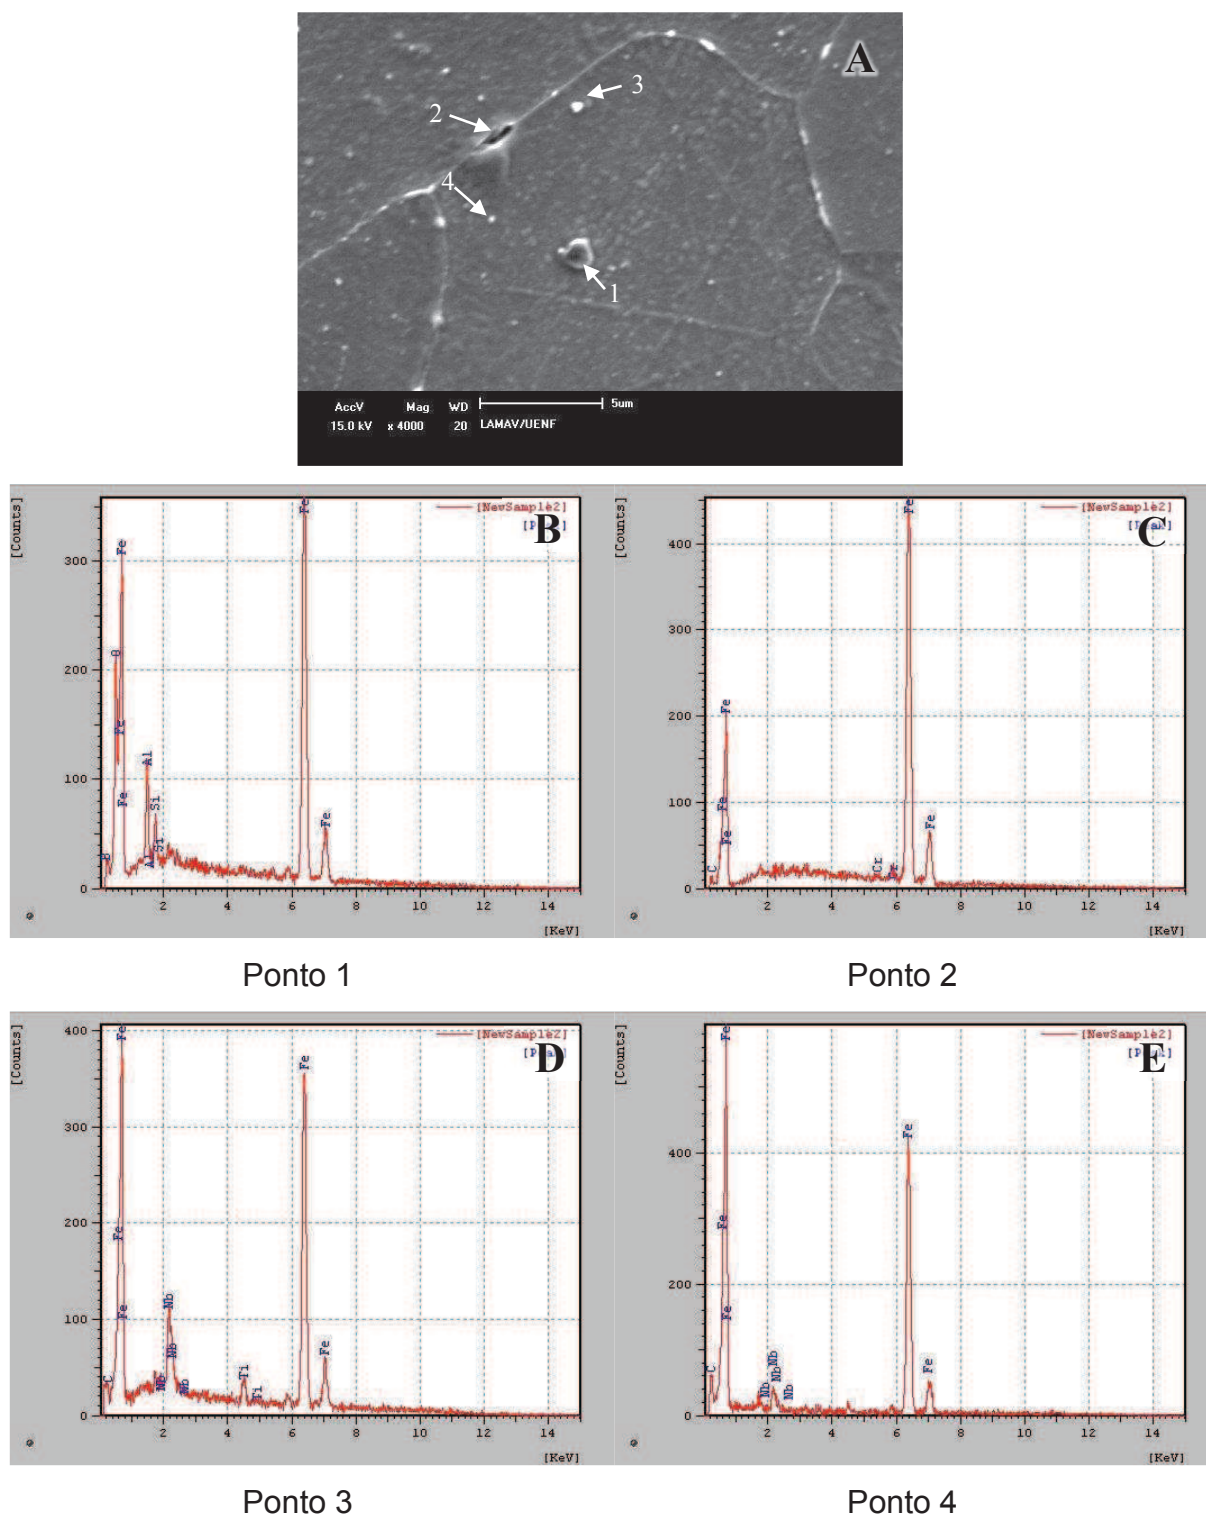 A
3
2
4
1
AccV Mag WD 5um
15.0 kV x 4000 20 LAMAV/UENF
[Counts]
[NewSample2]
B
Fe
Fe
300
O
200
Fe
Al
100
Fe
Si
B
Al
Si
Fe
0
2 4 6 8 10 12 14
[KeV]
[Counts]
[NewSample2]
C
Fe
400
300
Fe
200
Fe
100
Fe
Fe
C
Cr
0
2 4 6 8 10 12 14
[KeV]
Ponto 1
Ponto 2
[Counts]
[NewSample2]
D
400
Fe
Fe
300
Fe
200
Nb
100
Fe
Nb
Fe
C
Nb
Nb
Ti
Ti
0
2 4 6 8 10 12 14
[KeV]
[Counts]
[NewSample2]
E
Fe
Fe
400
Fe
200
Fe
C
Nb
Nb
Nb
Nb
Fe
0
2 4 6 8 10 12 14
[KeV]
Ponto 3
Ponto 4